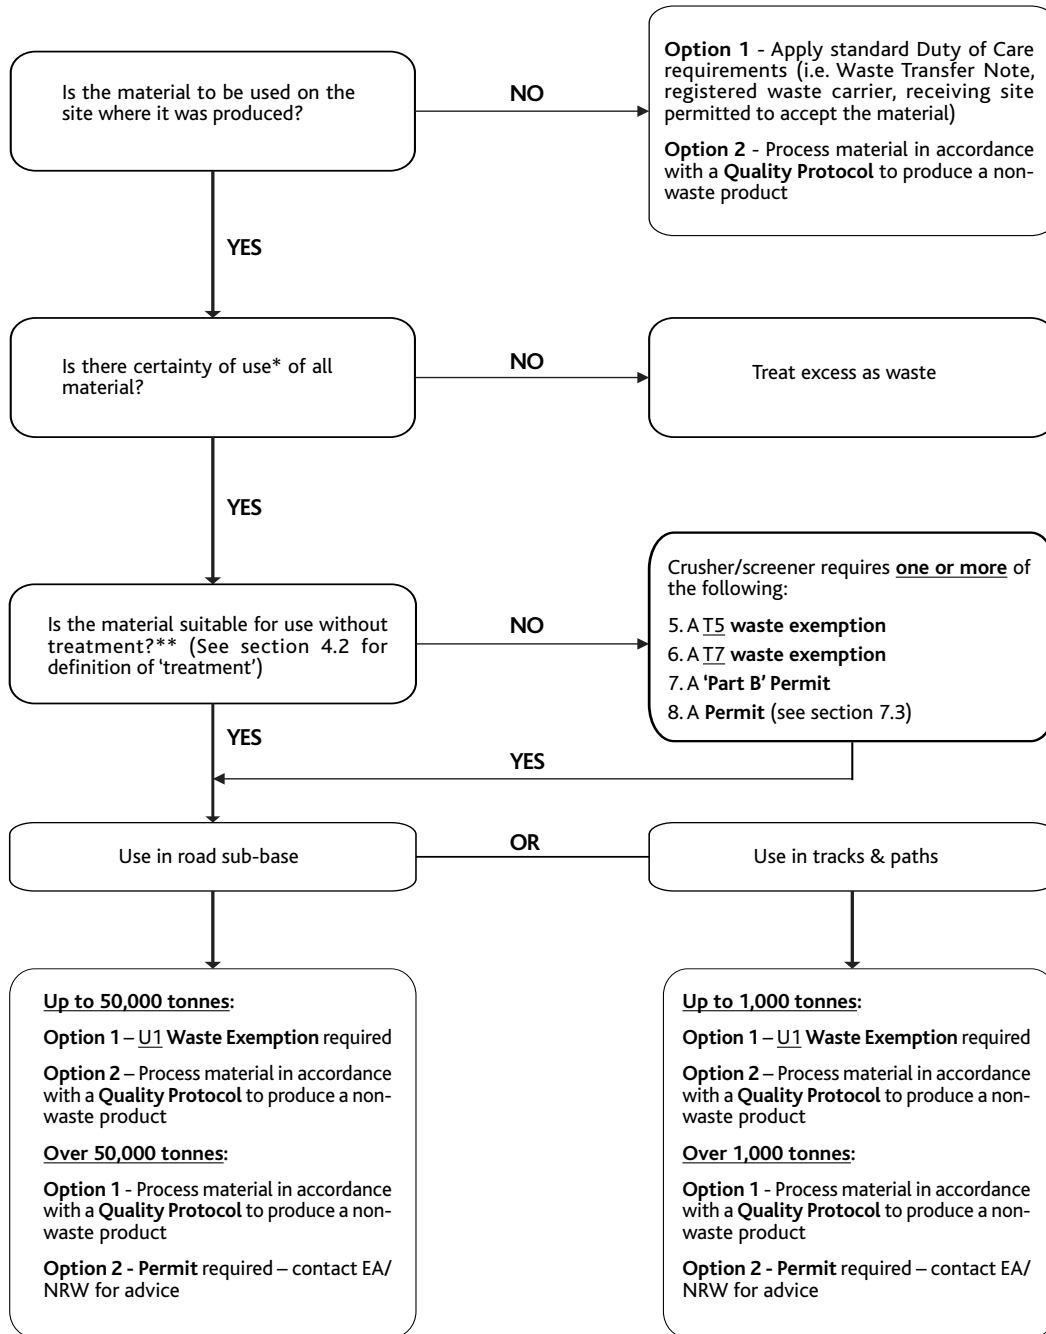 Is the material to be used on the
site where it was produced?
NO
Option 1 - Apply standard Duty of Care
requirements (i.e. Waste Transfer Note,
registered waste carrier, receiving site
permitted to accept the material)
Option 2 - Process material in accordance
with a Quality Protocol to produce a non-
waste product
YES
Is there certainty of use* of all
material?
NO
Treat excess as waste
YES
Is the material suitable for use without
treatment?** (See section 4.2 for
definition of ‘treatment’)
NO
Crusher/screener requires one or more of
the following:
5. A T5 waste exemption
6. A T7 waste exemption
7. A ‘Part B’ Permit
8. A Permit (see section 7.3)
YES
YES
Use in road sub-base
OR
Use in tracks & paths
Up to 50,000 tonnes:
Option 1 – U1 Waste Exemption required
Option 2 – Process material in accordance
with a Quality Protocol to produce a non-
waste product
Over 50,000 tonnes:
Option 1 - Process material in accordance
with a Quality Protocol to produce a non-
waste product
Option 2 - Permit required – contact EA/
NRW for advice
Up to 1,000 tonnes:
Option 1 – U1 Waste Exemption required
Option 2 – Process material in accordance
with a Quality Protocol to produce a non-
waste product
Over 1,000 tonnes:
Option 1 - Process material in accordance
with a Quality Protocol to produce a non-
waste product
Option 2 - Permit required – contact EA/
NRW for advice